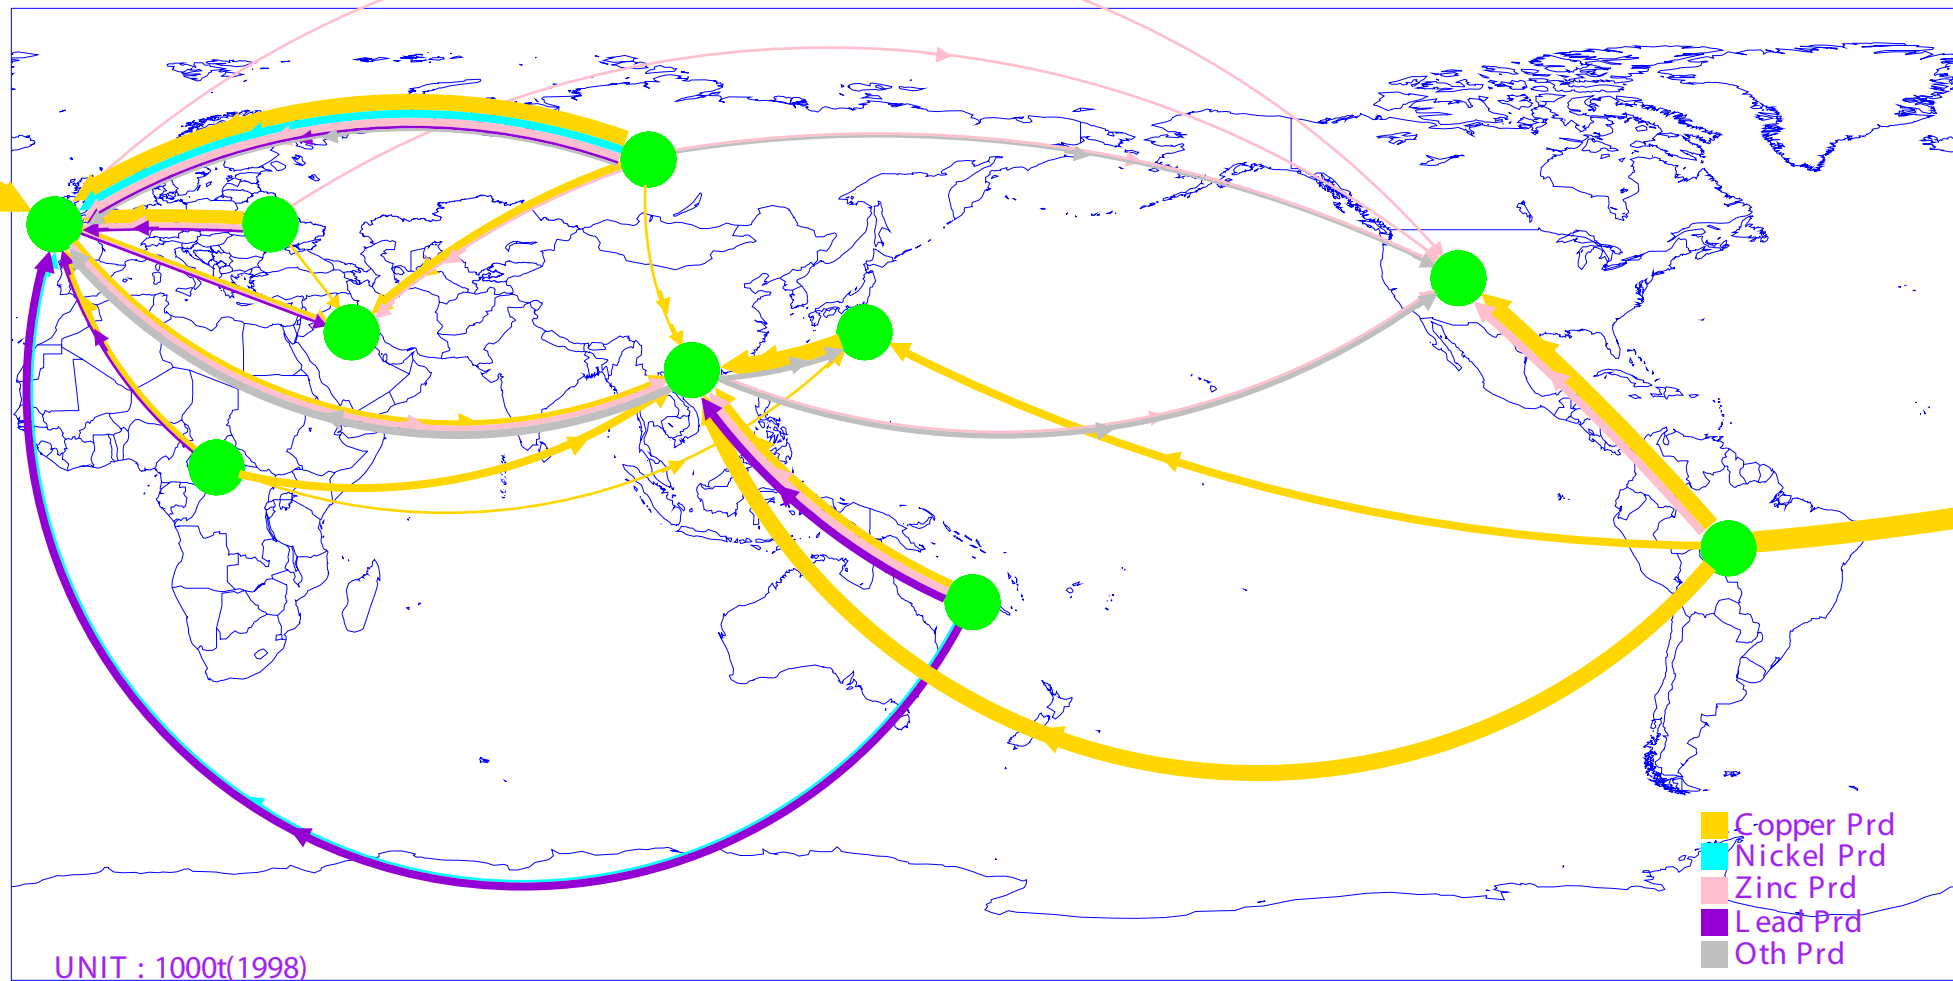 Copper Prd
Nickel Prd
Zinc Prd
Lead Prd
Oth Prd
UNIT : 1000t(1998)